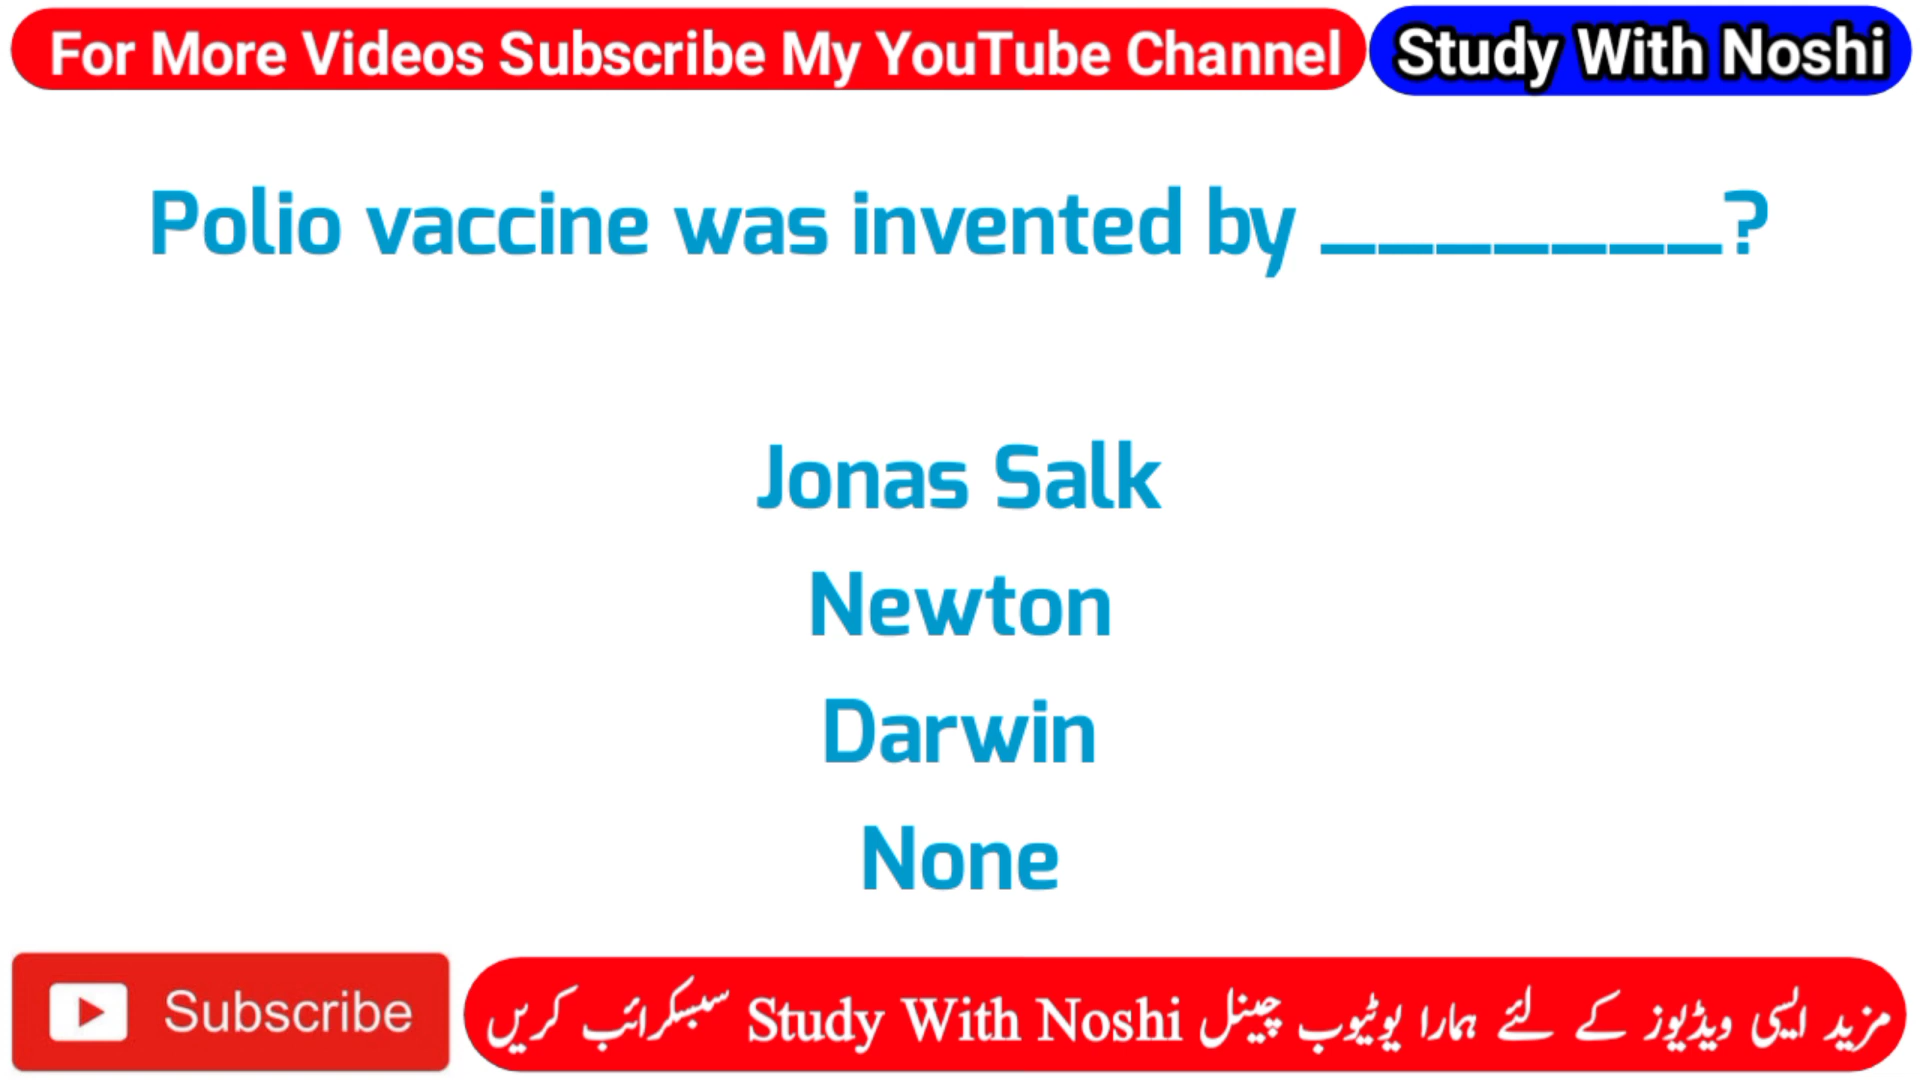 For More Videos Subscribe My YouTube Channel
Study With Noshi
Polio vaccine was invented by _______?
Jonas Salk
Newton
Darwin
None
Subscribe
مزید ایسی ویڈیوز کے لئے ہمارا یوٹیوب چینل Study With Noshi سبسکرائب کریں